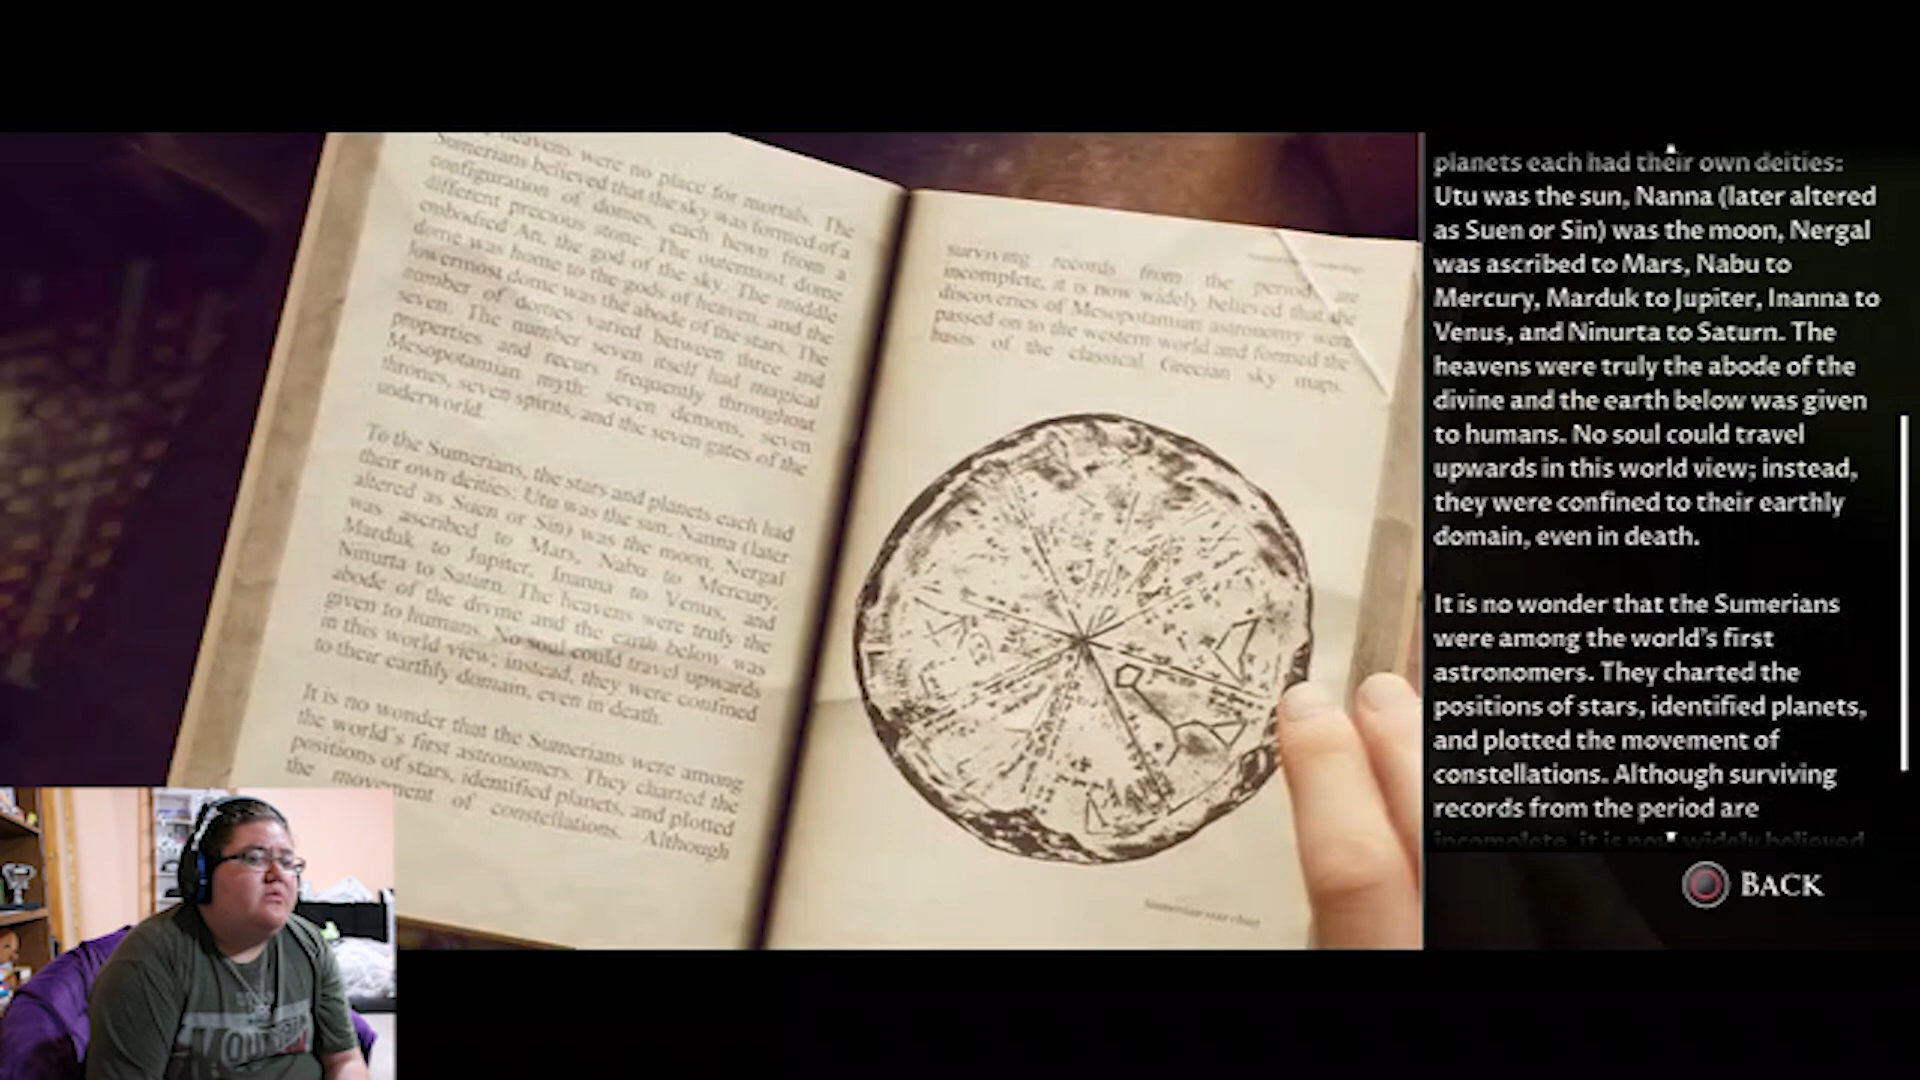 heavens were no place for mortals. The
Sumerians believed that the sky was formed of a
configuration of domes, each hewn from a
different precious stone. The outermost dome
embodied An, the god of the sky. The middle
dome was home to the gods of heaven, and the
lowermost dome was the abode of the stars. The
number of domes varied between three and
seven. The number seven itself had magical
properties and recurs frequently throughout
Mesopotamian myth: seven demons, seven
thrones, seven spirits, and the seven gates of the
underworld.
To the Sumerians, the stars and planets each had
their own deities: Utu was the sun, Nanna (later
altered as Suen or Sin) was the moon, Nergal
was ascribed to Mars, Nabu to Mercury,
Marduk to Jupiter, Inanna to Venus, and
Ninurta to Saturn. The heavens were truly the
abode of the divine and the earth below was
given to humans. No soul could travel upwards
in this world view; instead, they were confined
to their earthly domain, even in death.
It is no wonder that the Sumerians were among
the world's first astronomers. They charted the
positions of stars, identified planets, and plotted
the movement of constellations. Although
surviving records from the period are
incomplete, it is now widely believed that the
discoveries of Mesopotamian astronomy were
passed on to the western world and formed the
basis of the classical Grecian sky maps.
Sumerian star chart
planets each had their own deities:
Utu was the sun, Nanna (later altered
as Suen or Sin) was the moon, Nergal
was ascribed to Mars, Nabu to
Mercury, Marduk to Jupiter, Inanna to
Venus, and Ninurta to Saturn. The
heavens were truly the abode of the
divine and the earth below was given
to humans. No soul could travel
upwards in this world view; instead,
they were confined to their earthly
domain, even in death.
It is no wonder that the Sumerians
were among the world's first
astronomers. They charted the
positions of stars, identified planets,
and plotted the movement of
constellations. Although surviving
records from the period are
incomplete, it is now widely believed
BACK